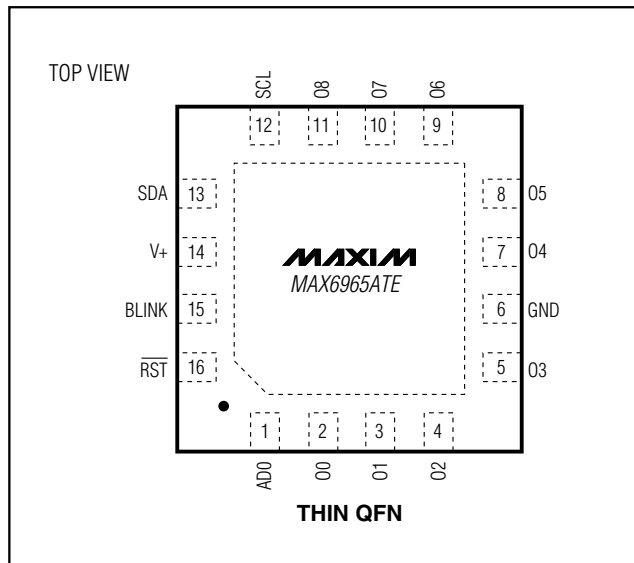 TOP VIEW
SCL O8 O7 O6
12 11 10 9
SDA 13 8 O5
V+ 14 7 O4
MAXIM
MAX6965ATE
BLINK 15 6 GND
RST 16 5 O3
1 2 3 4
AD0 O0 O1 O2
THIN QFN